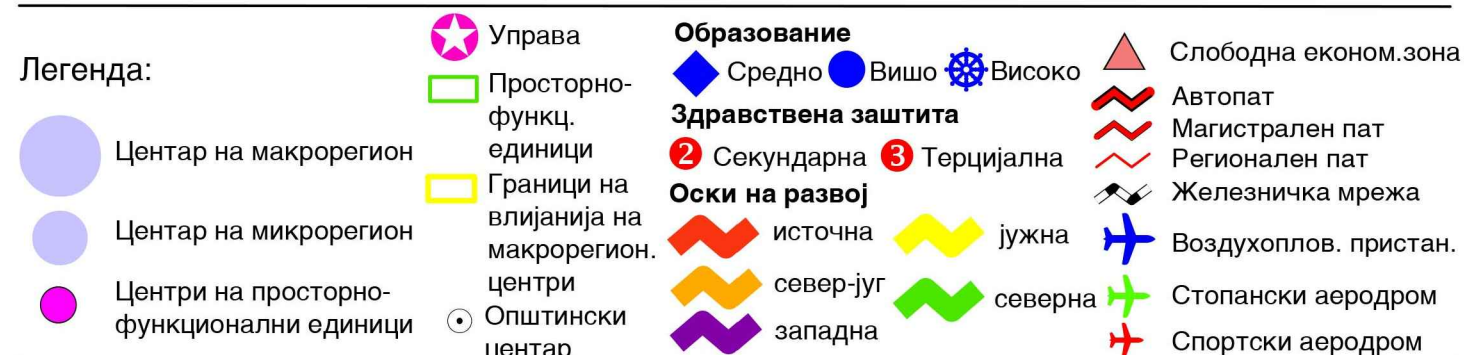 Легенда:
Центар на макрорегион
Центар на микрорегион
Центри на просторно-
функционални единици
Управа
Просторно-
функц.
единици
Граници на
влијанија на
макрорегион.
центри
Општински
центар
Образование
Средно Вишо Високо
Здравствена заштита
2 Секундарна 3 Терцијална
Оски на развој
источна јужна
север-југ северна
западна
Слободна економ.зона
Автопат
Магистрален пат
Регионален пат
Железничка мрежа
Воздухоплов. пристан.
Стопански аеродром
Спортски аеродром